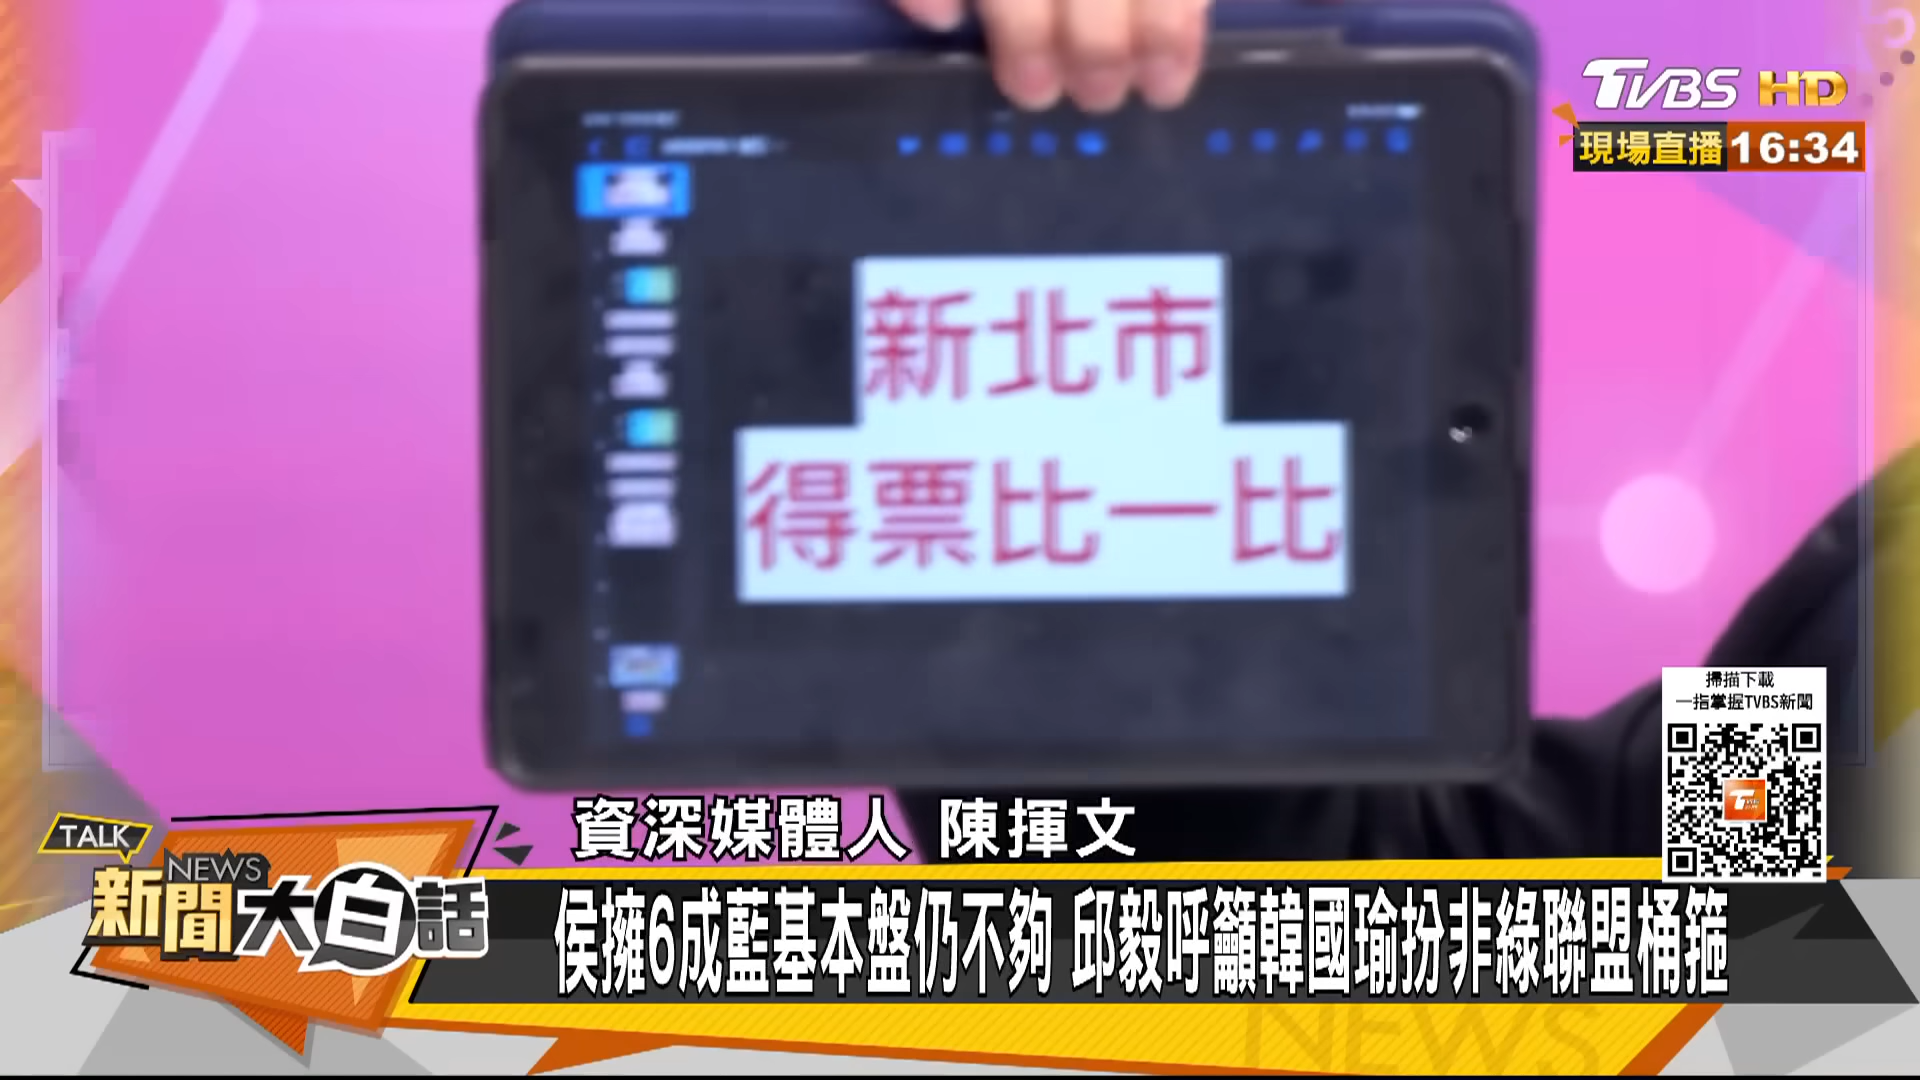 TVBS HD
現場直播 16:34
新北市
得票比一比
掃描下載
一指掌握TVBS新聞
TVBS
資深媒體人 陳揮文
TALK
NEWS
新聞大白話
侯擁6成藍基本盤仍不夠 邱毅呼籲韓國瑜扮非綠聯盟桶箍
NEWS